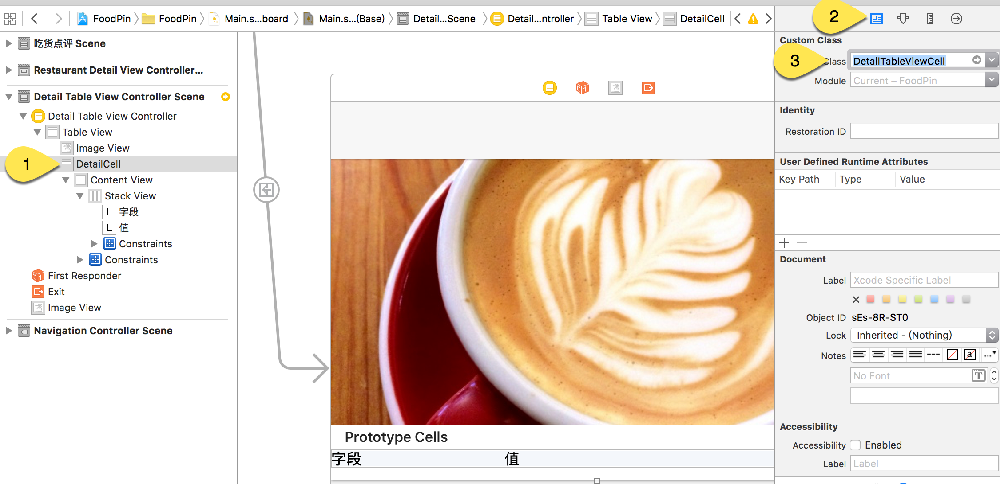 FoodPin FoodPin Main.s...board Main.s...(Base) Detail...Scene Detail...ntroller Table View DetailCell
2
吃货点评 Scene
Restaurant Detail View Controller...
Detail Table View Controller Scene
Detail Table View Controller
Table View
Image View
1
DetailCell
Content View
Stack View
L 字段
L 值
Constraints
Constraints
First Responder
Exit
Image View
Navigation Controller Scene
Prototype Cells
字段 值
Custom Class
3
Class DetailTableViewCell
Module Current – FoodPin
Identity
Restoration ID
User Defined Runtime Attributes
Key Path Type Value
Document
Label Xcode Specific Label
Object ID sEs-8R-ST0
Lock Inherited - (Nothing)
Notes
No Font
Accessibility
Accessibility Enabled
Label Label